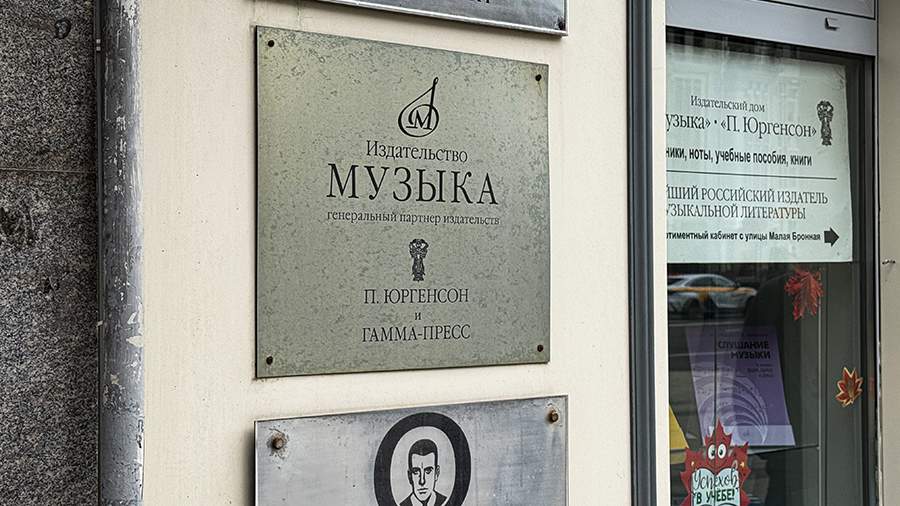 М
Издательство
МУЗЫКА
генеральный партнер издательств
П. ЮРГЕНСОН
и
ГАММА-ПРЕСС
Издательский дом
узыка» • «П. Юргенсон»
ники, ноты, учебные пособия, книги
ЙШИЙ РОССИЙСКИЙ ИЗДАТЕЛЬ
УЗЫКАЛЬНОЙ ЛИТЕРАТУРЫ
ртиментный кабинет с улицы Малая Бронная
СЛУШАНИЕ
МУЗЫКИ
Успехов
В УЧЁБЕ!